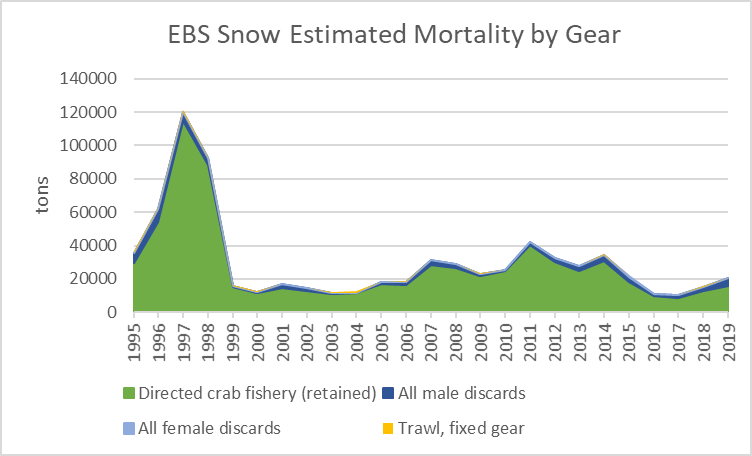 EBS Snow Estimated Mortality by Gear
140000
120000
100000
80000
60000
40000
20000
0
tons
1995 1996 1997 1998 1999 2000 2001 2002 2003 2004 2005 2006 2007 2008 2009 2010 2011 2012 2013 2014 2015 2016 2017 2018 2019
Directed crab fishery (retained) All male discards
All female discards Trawl, fixed gear